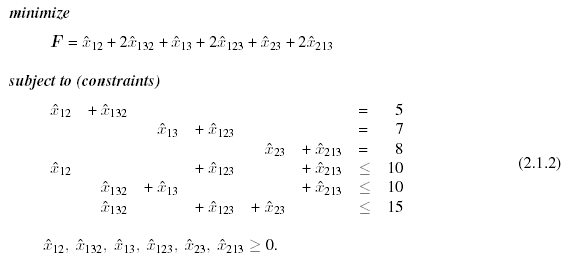 minimize
F = x̂₁₂ + 2x̂₁₃₂ + x̂₁₃ + 2x̂₁₂₃ + x̂₂₃ + 2x̂₂₁₃
subject to (constraints)
x̂₁₂ + x̂₁₃₂ = 5
x̂₁₃ + x̂₁₂₃ = 7
x̂₂₃ + x̂₂₁₃ = 8
x̂₁₂ + x̂₁₂₃ + x̂₂₁₃ ≤ 10
x̂₁₃₂ + x̂₁₃ + x̂₂₁₃ ≤ 10
x̂₁₃₂ + x̂₁₂₃ + x̂₂₃ ≤ 15
(2.1.2)
x̂₁₂, x̂₁₃₂, x̂₁₃, x̂₁₂₃, x̂₂₃, x̂₂₁₃ ≥ 0.